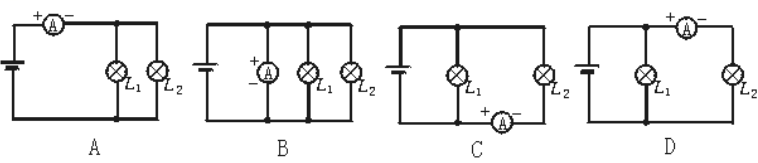 + A − L₁ L₂
+ A − L₁ L₂
L₁ + A − L₂
+ A − L₁ L₂
A B C D